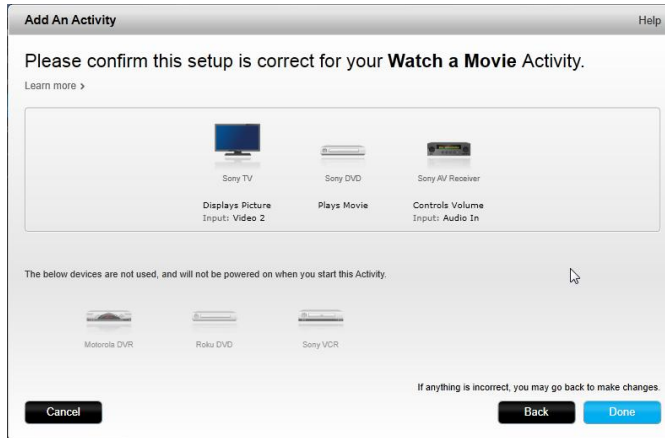 Add An Activity Help
Please confirm this setup is correct for your Watch a Movie Activity.
Learn more >
Sony TV Sony DVD Sony AV Receiver
Displays Picture Plays Movie Controls Volume
Input: Video 2 Input: Audio In
The below devices are not used, and will not be powered on when you start this Activity.
Motorola DVR Roku DVD Sony VCR
If anything is incorrect, you may go back to make changes.
Cancel Back Done